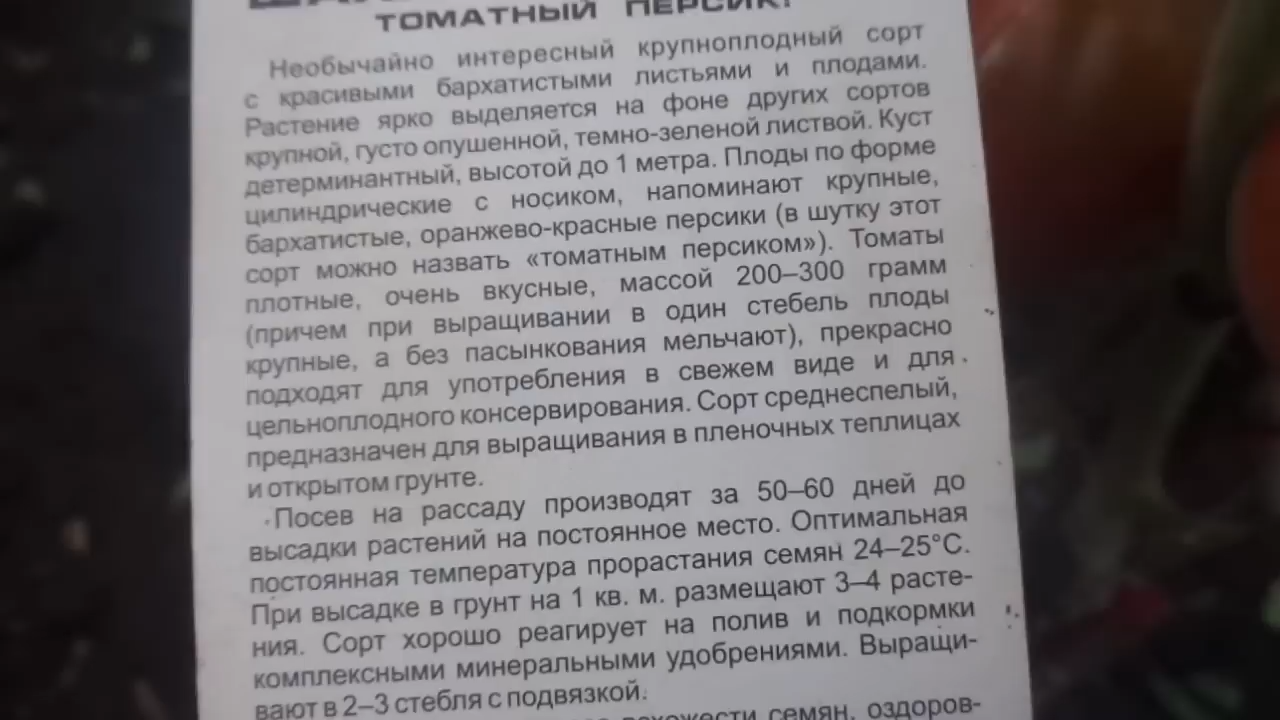 ТОМАТНЫЙ ПЕРСИК!
Необычайно интересный крупноплодный сорт
с красивыми бархатистыми листьями и плодами.
Растение ярко выделяется на фоне других сортов
крупной, густо опушенной, темно-зеленой листвой. Куст
детерминантный, высотой до 1 метра. Плоды по форме
цилиндрические с носиком, напоминают крупные,
бархатистые, оранжево-красные персики (в шутку этот
сорт можно назвать «томатным персиком»). Томаты
плотные, очень вкусные, массой 200–300 грамм
(причем при выращивании в один стебель плоды
крупные, а без пасынкования мельчают), прекрасно
подходят для употребления в свежем виде и для
цельноплодного консервирования. Сорт среднеспелый,
предназначен для выращивания в пленочных теплицах
и открытом грунте.
Посев на рассаду производят за 50–60 дней до
высадки растений на постоянное место. Оптимальная
постоянная температура прорастания семян 24–25°С.
При высадке в грунт на 1 кв. м. размещают 3–4 расте-
ния. Сорт хорошо реагирует на полив и подкормки
комплексными минеральными удобрениями. Выращи-
вают в 2–3 стебля с подвязкой.
семян, оздоров-